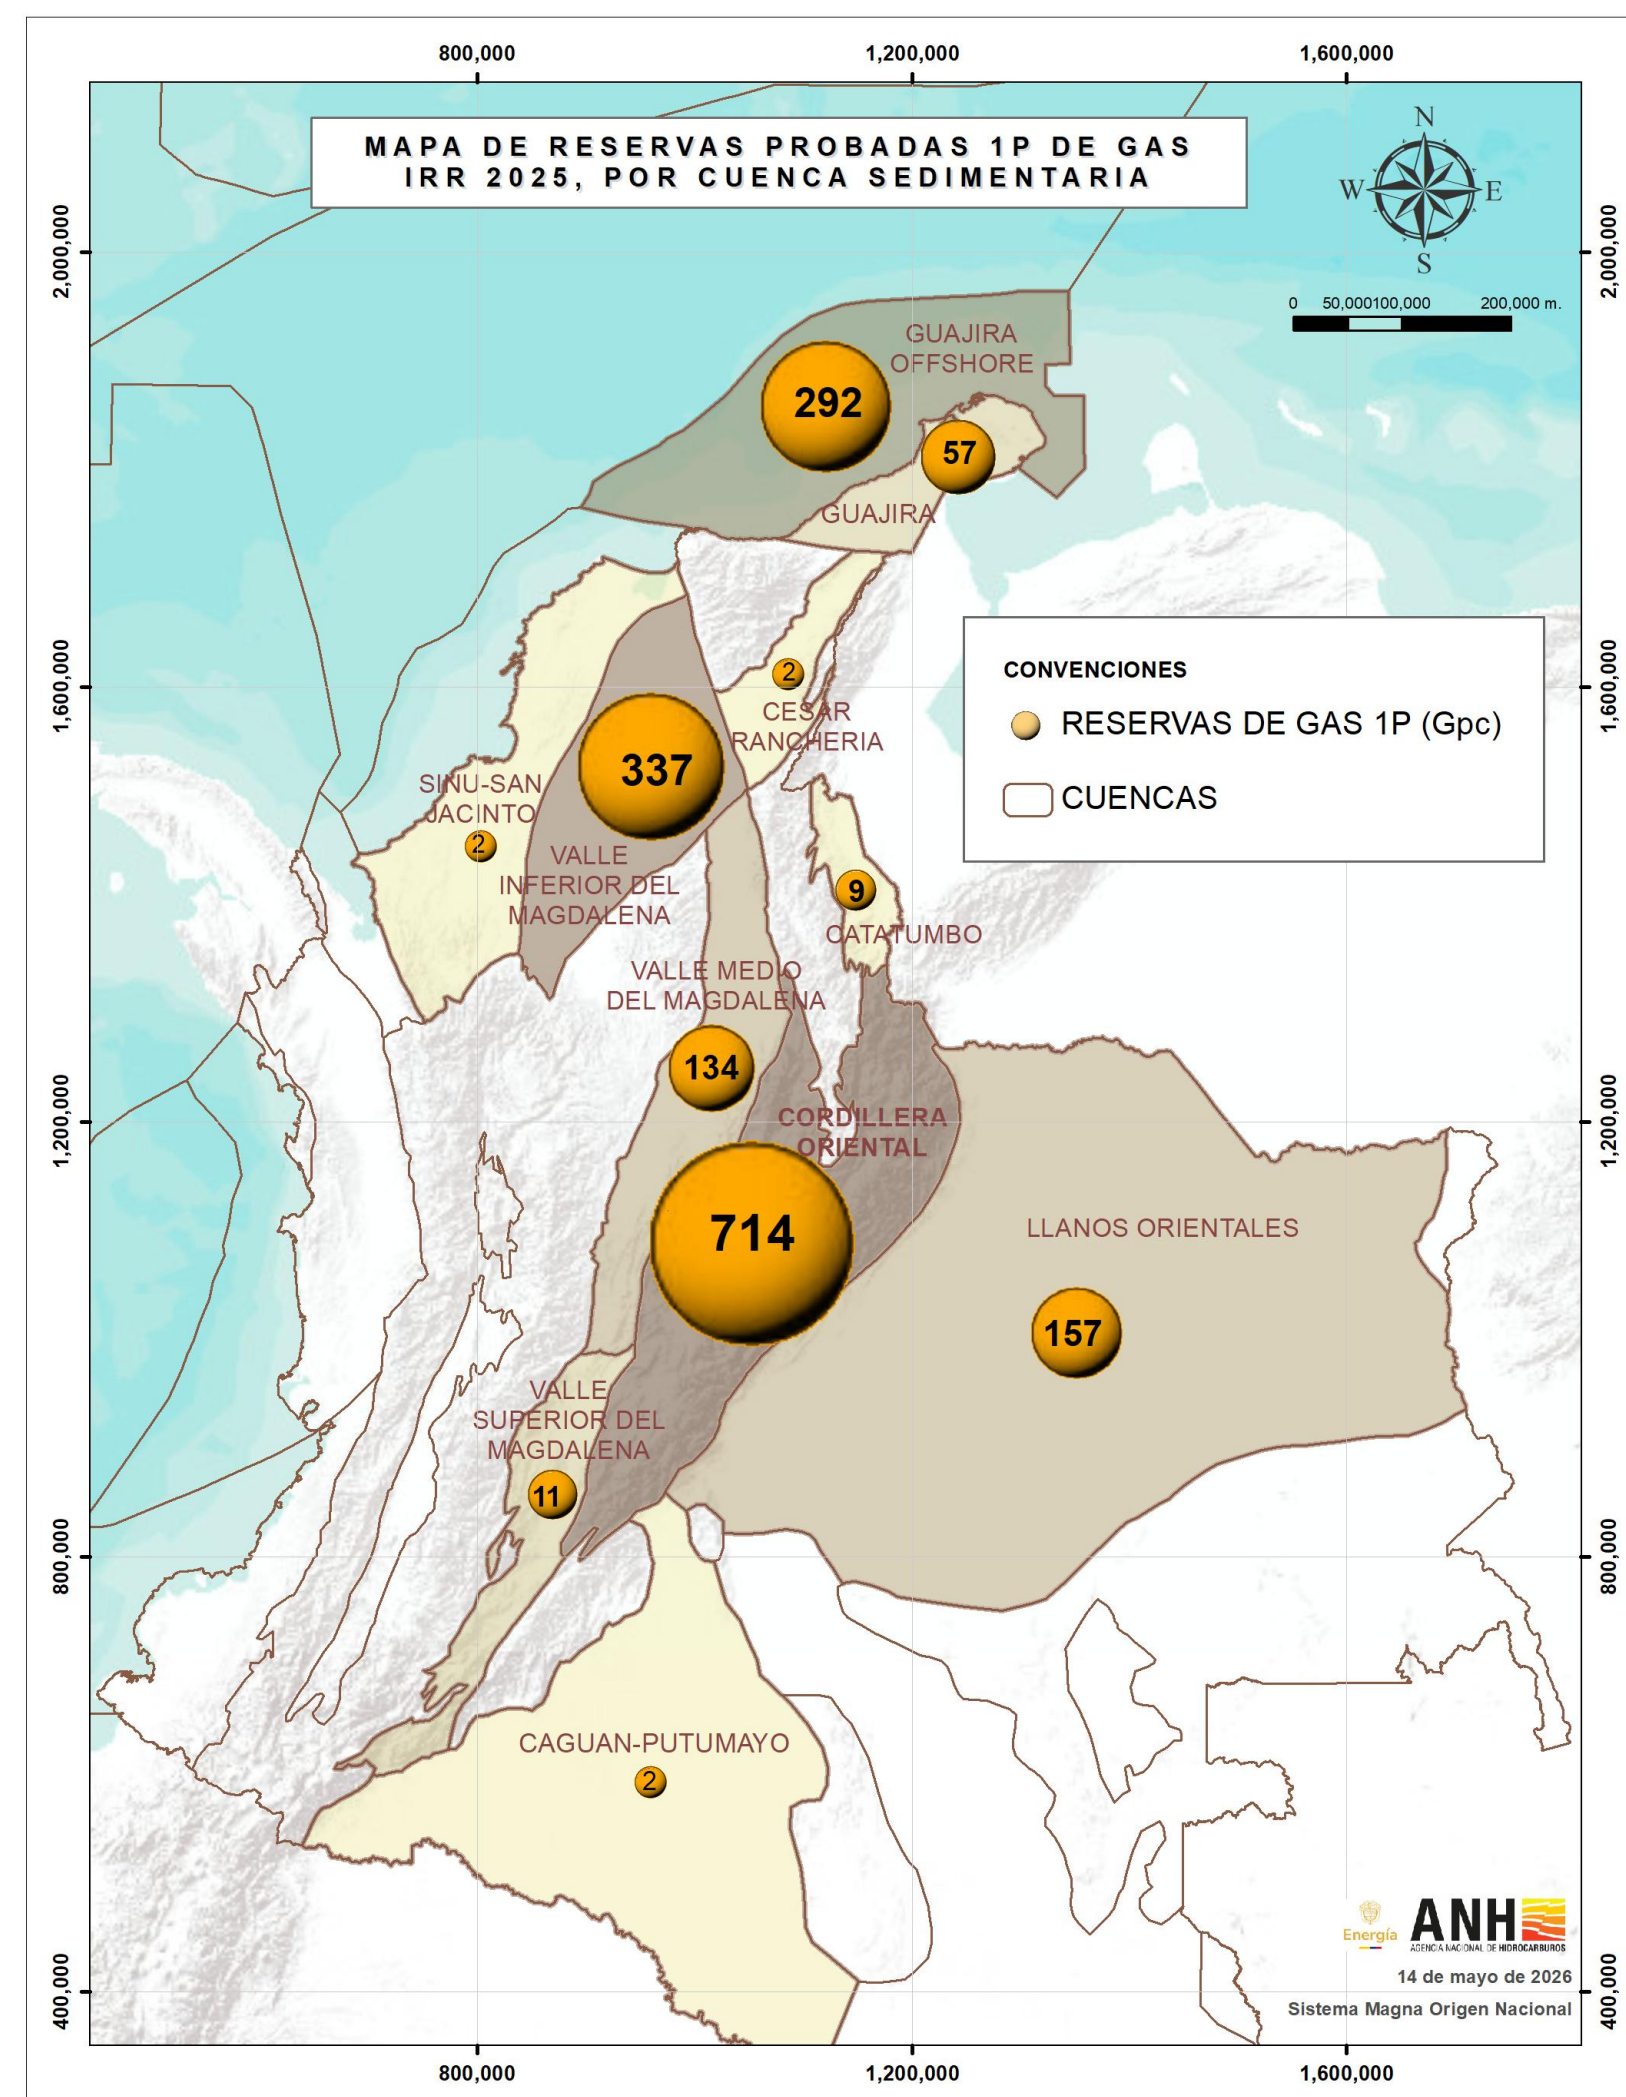 800,000 1,200,000 1,600,000
MAPA DE RESERVAS PROBADAS 1P DE GAS
IRR 2025, POR CUENCA SEDIMENTARIA
N
W E
S
2,000,000 2,000,000
0 50,000100,000 200,000 m.
GUAJIRA
OFFSHORE
292
57
GUAJIRA
1,600,000 1,600,000
CONVENCIONES
RESERVAS DE GAS 1P (Gpc)
CUENCAS
2
CESAR
RANCHERIA
337
SINU-SAN
JACINTO
2
VALLE
INFERIOR DEL
MAGDALENA
9
CATATUMBO
VALLE MEDIO
DEL MAGDALENA
134
1,200,000 1,200,000
CORDILLERA
ORIENTAL
714
LLANOS ORIENTALES
157
VALLE
SUPERIOR DEL
MAGDALENA
11
800,000 800,000
CAGUAN-PUTUMAYO
2
Energía
ANH
AGENCIA NACIONAL DE HIDROCARBUROS
14 de mayo de 2026
Sistema Magna Origen Nacional
400,000 400,000
800,000 1,200,000 1,600,000